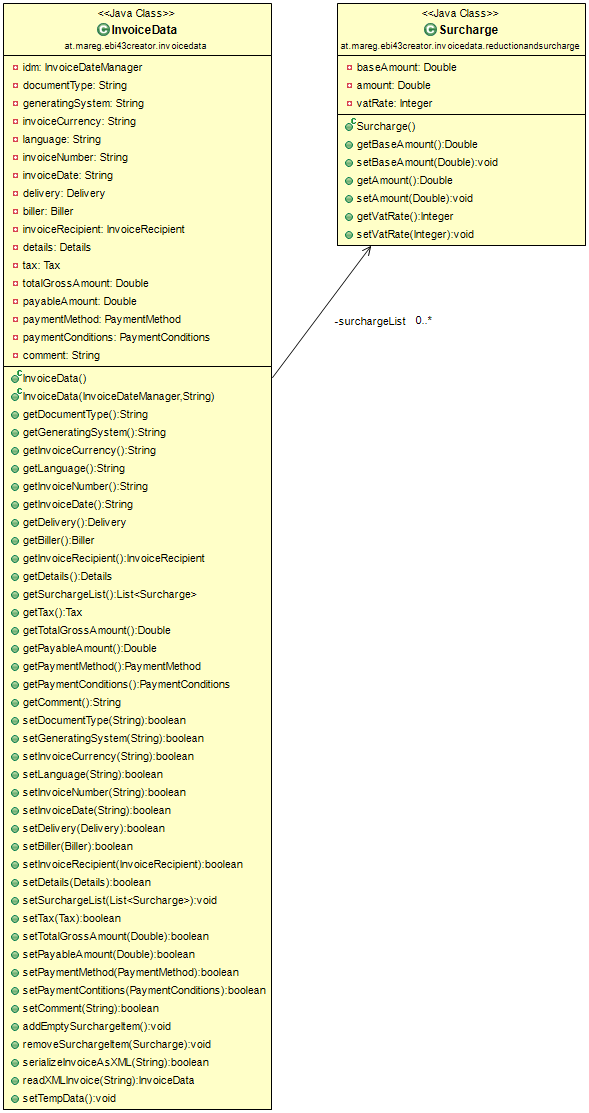 <<Java Class>>
InvoiceData
at.mareg.ebi43creator.invoicedata
idm: InvoiceDateManager
documentType: String
generatingSystem: String
invoiceCurrency: String
language: String
invoiceNumber: String
invoiceDate: String
delivery: Delivery
biller: Biller
invoiceRecipient: InvoiceRecipient
details: Details
tax: Tax
totalGrossAmount: Double
payableAmount: Double
paymentMethod: PaymentMethod
paymentConditions: PaymentConditions
comment: String
InvoiceData()
InvoiceData(InvoiceDateManager,String)
getDocumentType():String
getGeneratingSystem():String
getInvoiceCurrency():String
getLanguage():String
getInvoiceNumber():String
getInvoiceDate():String
getDelivery():Delivery
getBiller():Biller
getInvoiceRecipient():InvoiceRecipient
getDetails():Details
getSurchargeList():List<Surcharge>
getTax():Tax
getTotalGrossAmount():Double
getPayableAmount():Double
getPaymentMethod():PaymentMethod
getPaymentConditions():PaymentConditions
getComment():String
setDocumentType(String):boolean
setGeneratingSystem(String):boolean
setInvoiceCurrency(String):boolean
setLanguage(String):boolean
setInvoiceNumber(String):boolean
setInvoiceDate(String):boolean
setDelivery(Delivery):boolean
setBiller(Biller):boolean
setInvoiceRecipient(InvoiceRecipient):boolean
setDetails(Details):boolean
setSurchargeList(List<Surcharge>):void
setTax(Tax):boolean
setTotalGrossAmount(Double):boolean
setPayableAmount(Double):boolean
setPaymentMethod(PaymentMethod):boolean
setPaymentContitions(PaymentConditions):boolean
setComment(String):boolean
addEmptySurchargeItem():void
removeSurchargeItem(Surcharge):void
serializeInvoiceAsXML(String):boolean
readXMLInvoice(String):InvoiceData
setTempData():void
<<Java Class>>
Surcharge
at.mareg.ebi43creator.invoicedata.reductionandsurcharge
baseAmount: Double
amount: Double
vatRate: Integer
Surcharge()
getBaseAmount():Double
setBaseAmount(Double):void
getAmount():Double
setAmount(Double):void
getVatRate():Integer
setVatRate(Integer):void
-surchargeList 0..*